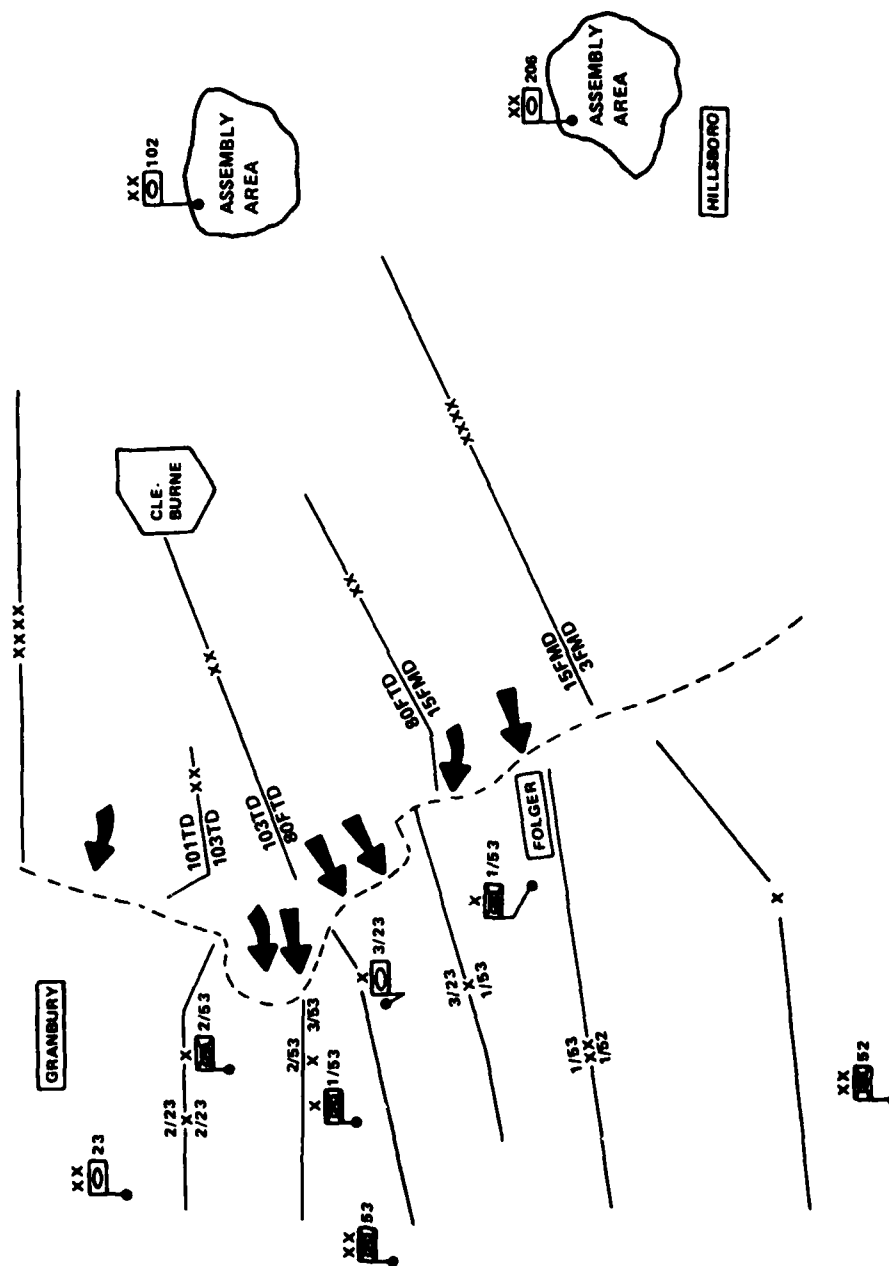 XX
102
ASSEMBLY
AREA
XX
206
ASSEMBLY
AREA
HILLSBORO
XXXX
CLE-
BURNE
XX
XX
XXXX
101TD
XX
103TD
103TD
80FTD
80FTD
15FMD
15FMD
3FMD
GRANBURY
FOLGER
XX
23
2/23
X
2/23
X
X
2/53
2/53
X
3/53
X
1/53
X
3/23
XX
53
3/23
X
1/53
X
1/53
1/53
XX
1/52
X
XX
52